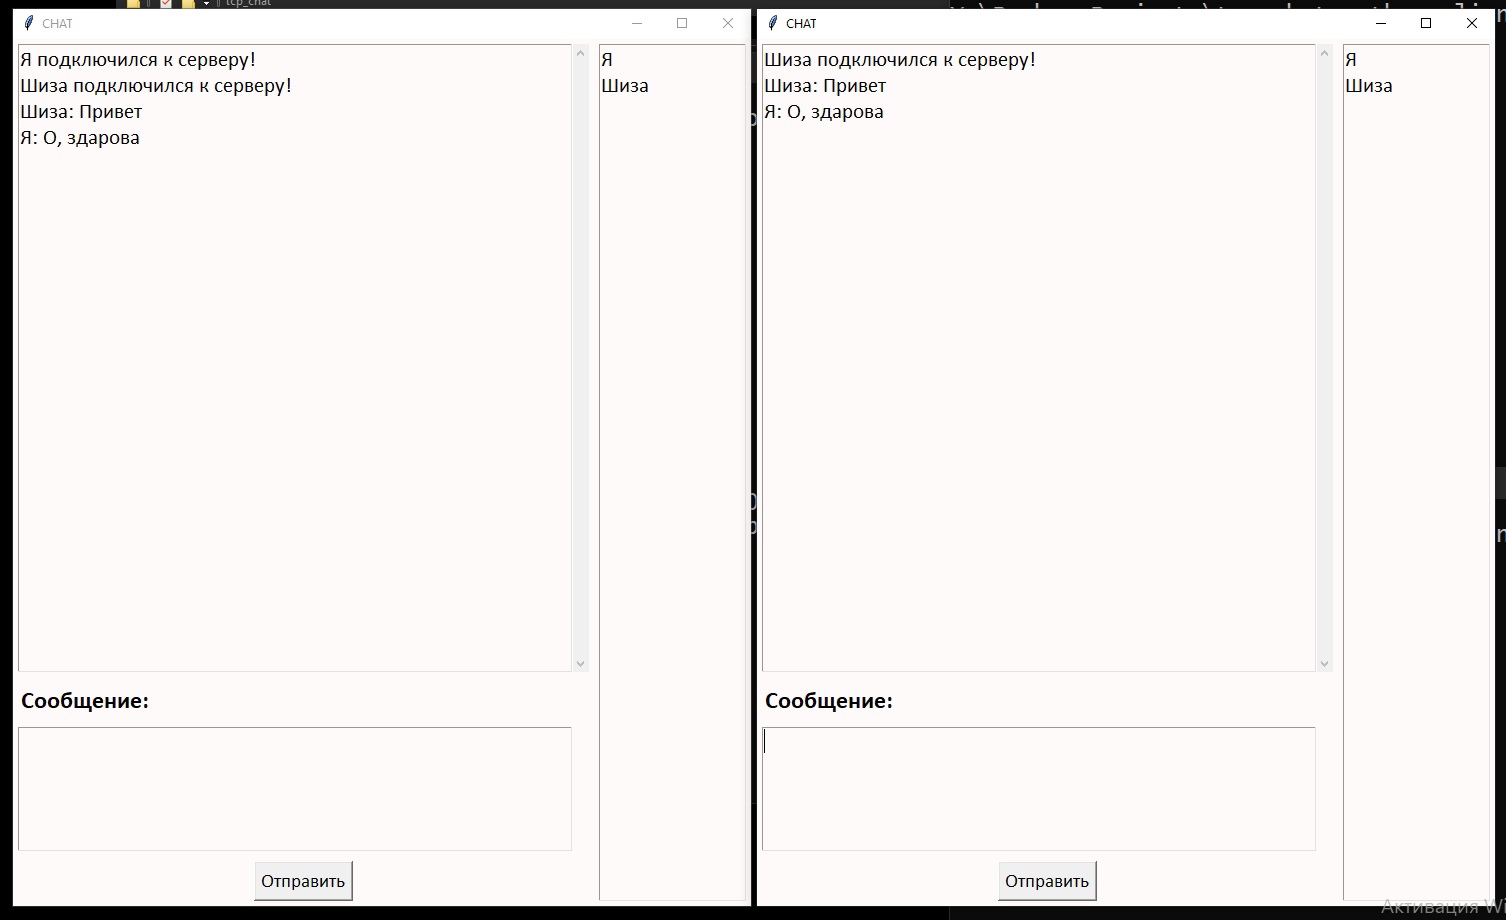 tcp_chat
CHAT
Я подключился к серверу!
Шиза подключился к серверу!
Шиза: Привет
Я: О, здарова
Я
Шиза
Сообщение:
Отправить
CHAT
Шиза подключился к серверу!
Шиза: Привет
Я: О, здарова
Я
Шиза
Сообщение:
Отправить
Активация Wi